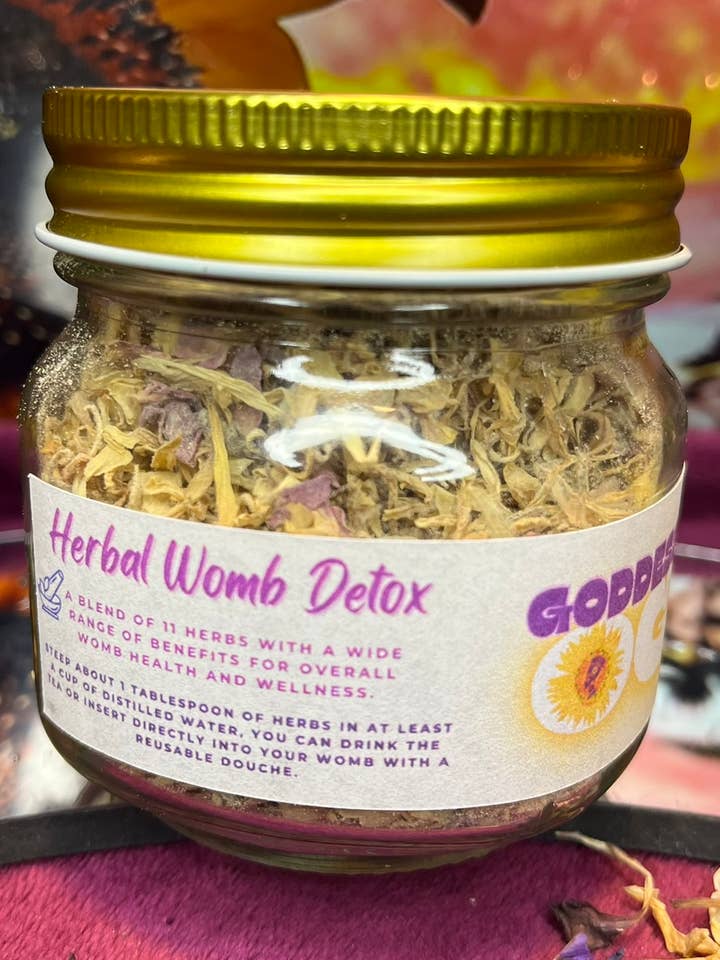 Herbal Womb Detox
A BLEND OF 11 HERBS WITH A WIDE
RANGE OF BENEFITS FOR OVERALL
WOMB HEALTH AND WELLNESS.
STEEP ABOUT 1 TABLESPOON OF HERBS IN AT LEAST
A CUP OF DISTILLED WATER, YOU CAN DRINK THE
TEA OR INSERT DIRECTLY INTO YOUR WOMB WITH A
REUSABLE DOUCHE.